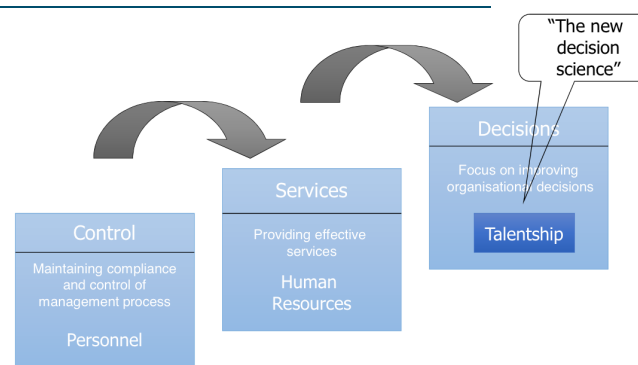 “The new
decision
science”
Decisions
Focus on improving
organisational decisions
Talentship
Services
Providing effective
services
Human
Resources
Control
Maintaining compliance
and control of
management process
Personnel